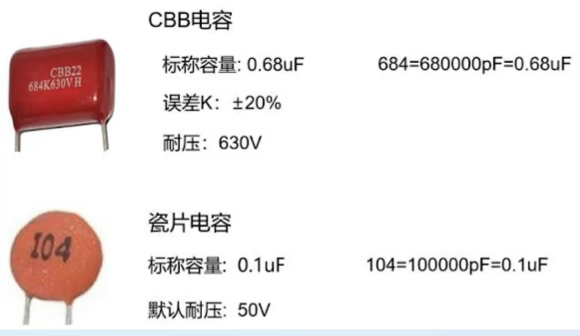 CBB电容
CBB22
684K630VH
标称容量: 0.68uF 684=680000pF=0.68uF
误差K：±20%
耐压：630V
瓷片电容
104
标称容量: 0.1uF 104=100000pF=0.1uF
默认耐压：50V